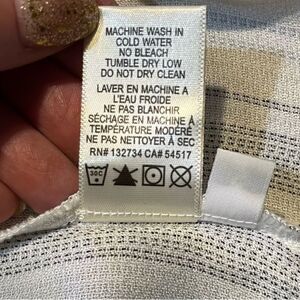 MACHINE WASH IN
COLD WATER
NO BLEACH
TUMBLE DRY LOW
DO NOT DRY CLEAN
LAVER EN MACHINE A
L'EAU FROIDE
NE PAS BLANCHIR
SÉCHAGE EN MACHINE À
TEMPÉRATURE MODÉRÉ
NE PAS NETTOYER À SEC
RN# 132734 CA# 54517
30C